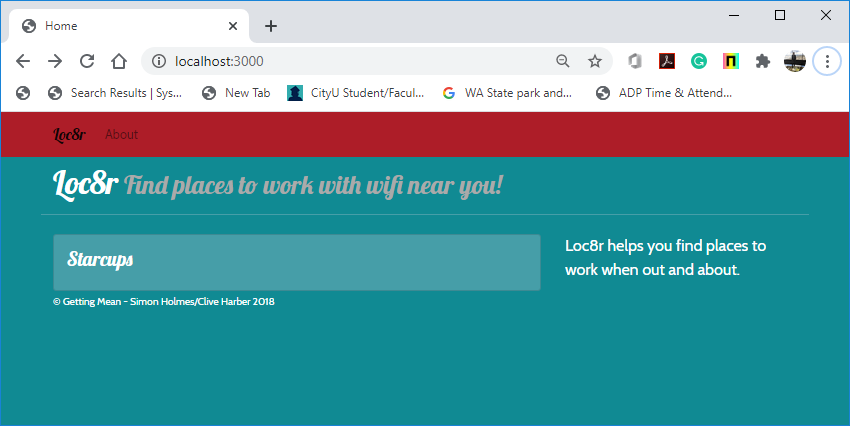 Home
localhost:3000
Search Results | Sys...
New Tab
CityU Student/Facul...
WA State park and...
ADP Time & Attend...
Loc8r
About
Loc8r Find places to work with wifi near you!
Starcups
Loc8r helps you find places to
work when out and about.
© Getting Mean - Simon Holmes/Clive Harber 2018